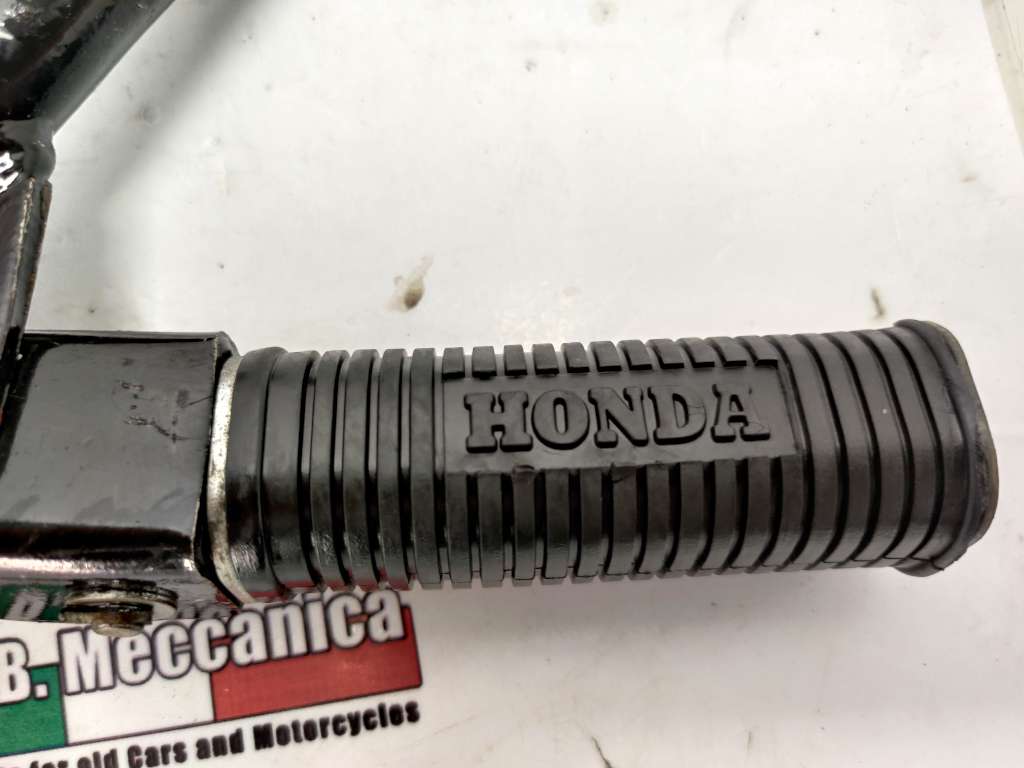 HONDA
B. Meccanica
for old Cars and Motorcycles